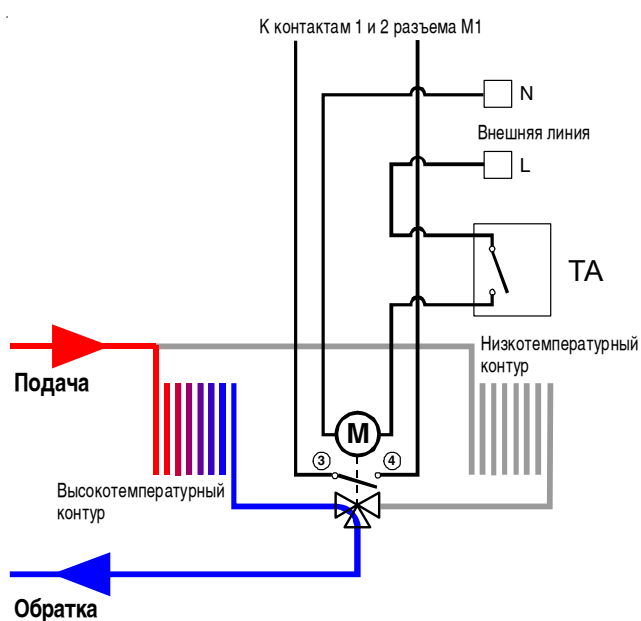 К контактам 1 и 2 разъема М1
N
Внешняя линия
L
TA
Низкотемпературный
контур
Подача
M
3
4
Высокотемпературный
контур
Обратка